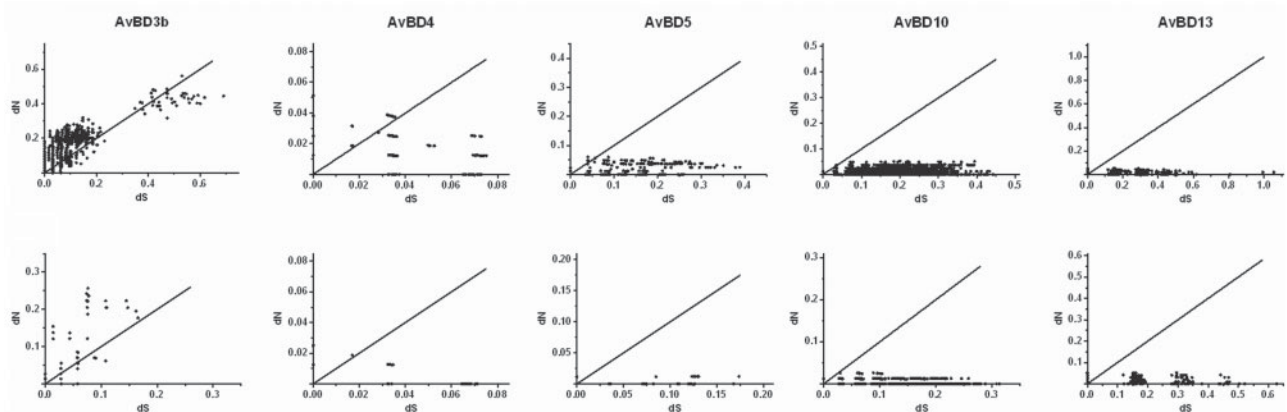 AvBD3b AvBD4 AvBD5 AvBD10 AvBD13
dN 0.6 0.4 0.2 0.0 0.2 0.4 0.6 dS
dN 0.08 0.06 0.04 0.02 0.00 0.02 0.04 0.06 0.08 dS
dN 0.4 0.3 0.2 0.1 0.0 0.1 0.2 0.3 0.4 dS
dN 0.5 0.4 0.3 0.2 0.1 0.0 0.1 0.2 0.3 0.4 0.5 dS
dN 1.0 0.8 0.6 0.4 0.2 0.0 0.2 0.4 0.6 0.8 1.0 dS
dN 0.3 0.2 0.1 0.0 0.1 0.2 0.3 dS
dN 0.08 0.06 0.04 0.02 0.00 0.02 0.04 0.06 0.08 dS
dN 0.20 0.15 0.10 0.05 0.00 0.05 0.10 0.15 0.20 dS
dN 0.3 0.2 0.1 0.0 0.1 0.2 0.3 dS
dN 0.6 0.5 0.4 0.3 0.2 0.1 0.0 0.1 0.2 0.3 0.4 0.5 0.6 dS